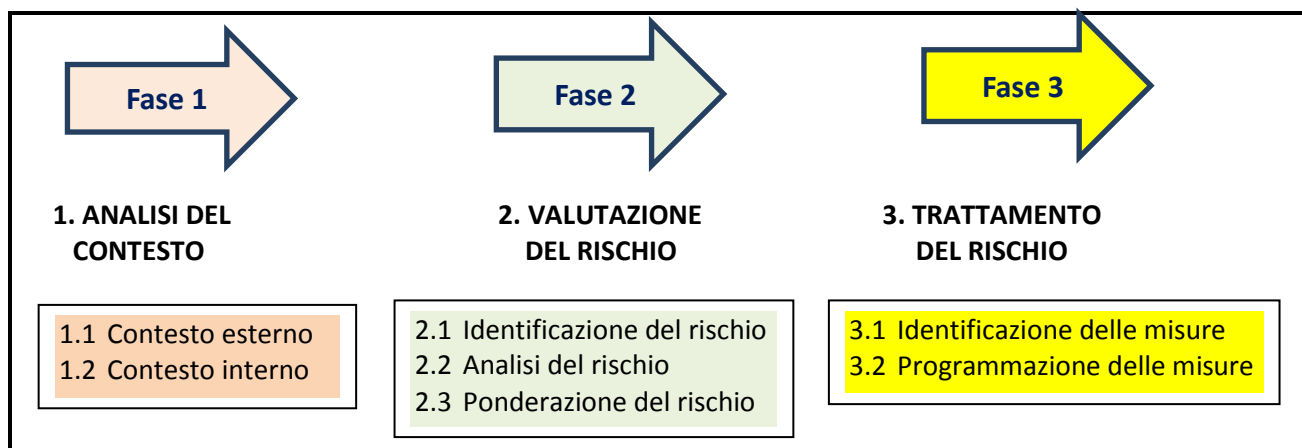 Fase 1
Fase 2
Fase 3
1. ANALISI DEL
CONTESTO
2. VALUTAZIONE
DEL RISCHIO
3. TRATTAMENTO
DEL RISCHIO
1.1 Contesto esterno
1.2 Contesto interno
2.1 Identificazione del rischio
2.2 Analisi del rischio
2.3 Ponderazione del rischio
3.1 Identificazione delle misure
3.2 Programmazione delle misure